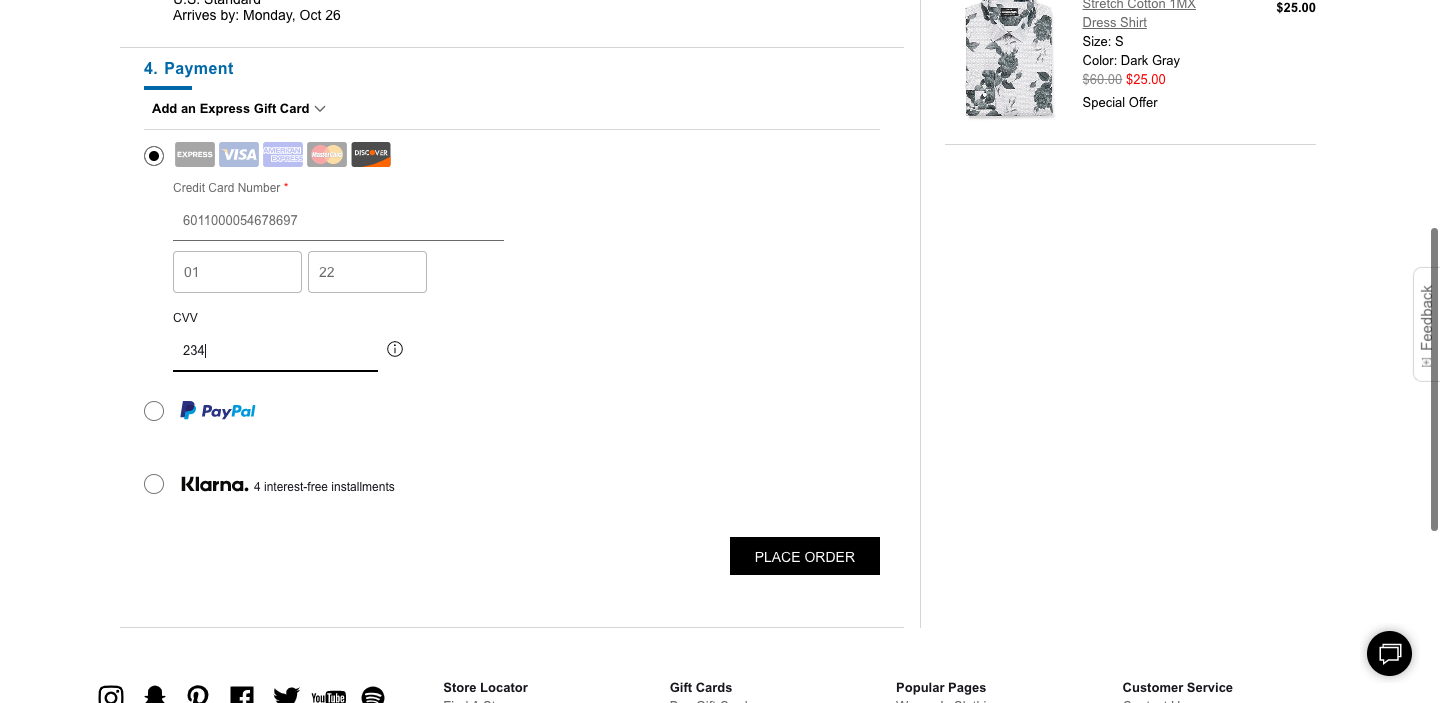 U.S. Standard
Arrives by: Monday, Oct 26
4. Payment
Add an Express Gift Card
EXPRESS VISA AMERICAN EXPRESS MasterCard DISCOVER
Credit Card Number *
6011000054678697
01 22
CVV
234
PayPal
Klarna. 4 interest-free installments
PLACE ORDER
Stretch Cotton 1MX $25.00
Dress Shirt
Size: S
Color: Dark Gray
$60.00 $25.00
Special Offer
Feedback
YouTube
Store Locator Gift Cards Popular Pages Customer Service